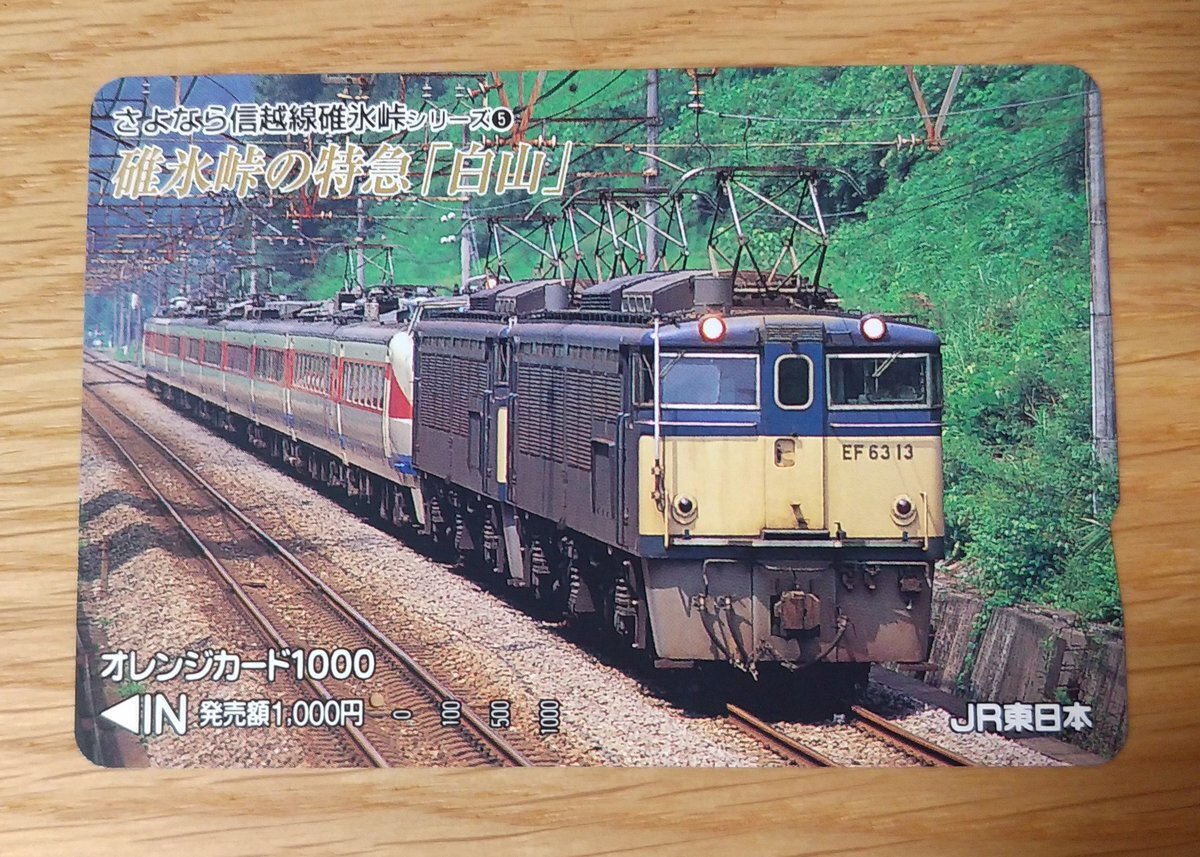 さよなら信越線碓氷峠シリーズ❺
碓氷峠の特急「白山」
EF 63 13
オレンジカード1000
◁IN 発売額1,000円 0 100 500 1000
JR東日本